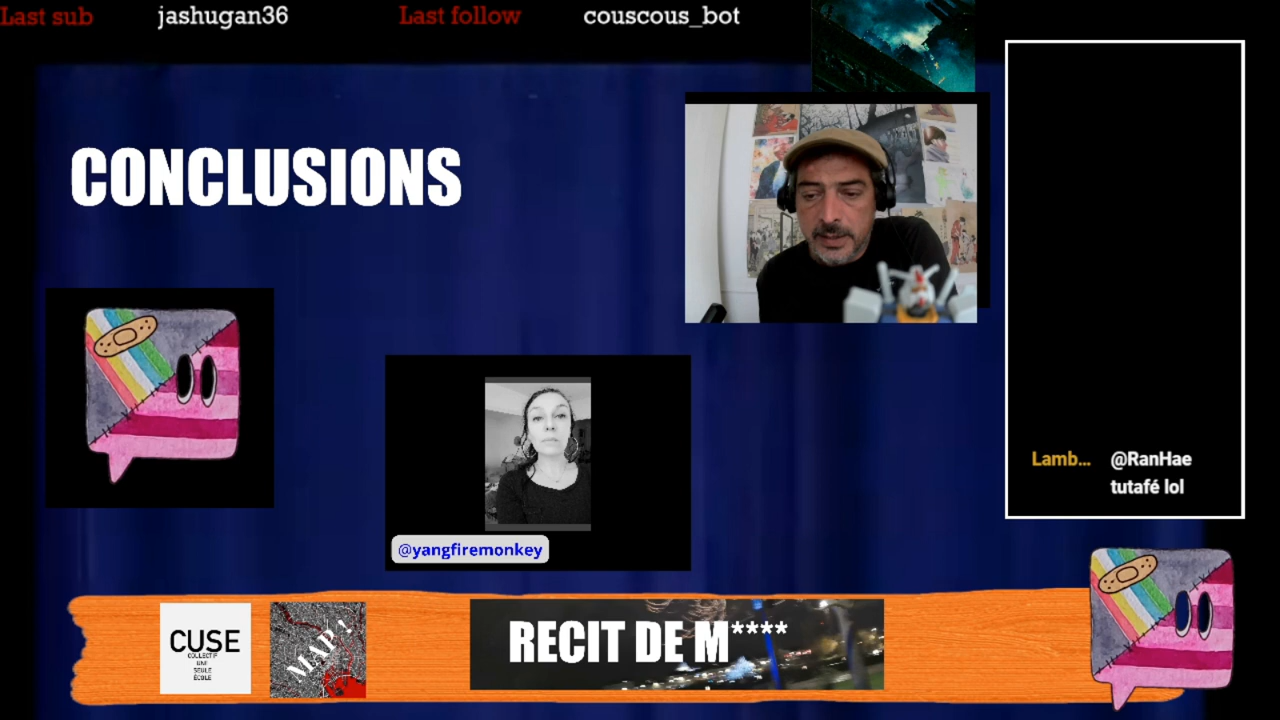 Last sub jashugan36 Last follow couscous_bot
CONCLUSIONS
Lamb... @RanHae
tutafé lol
@yangfiremonkey
CUSE
COLLECTIF
UNE
SEULE
ÉCOLE
MAP !
RECIT DE M****